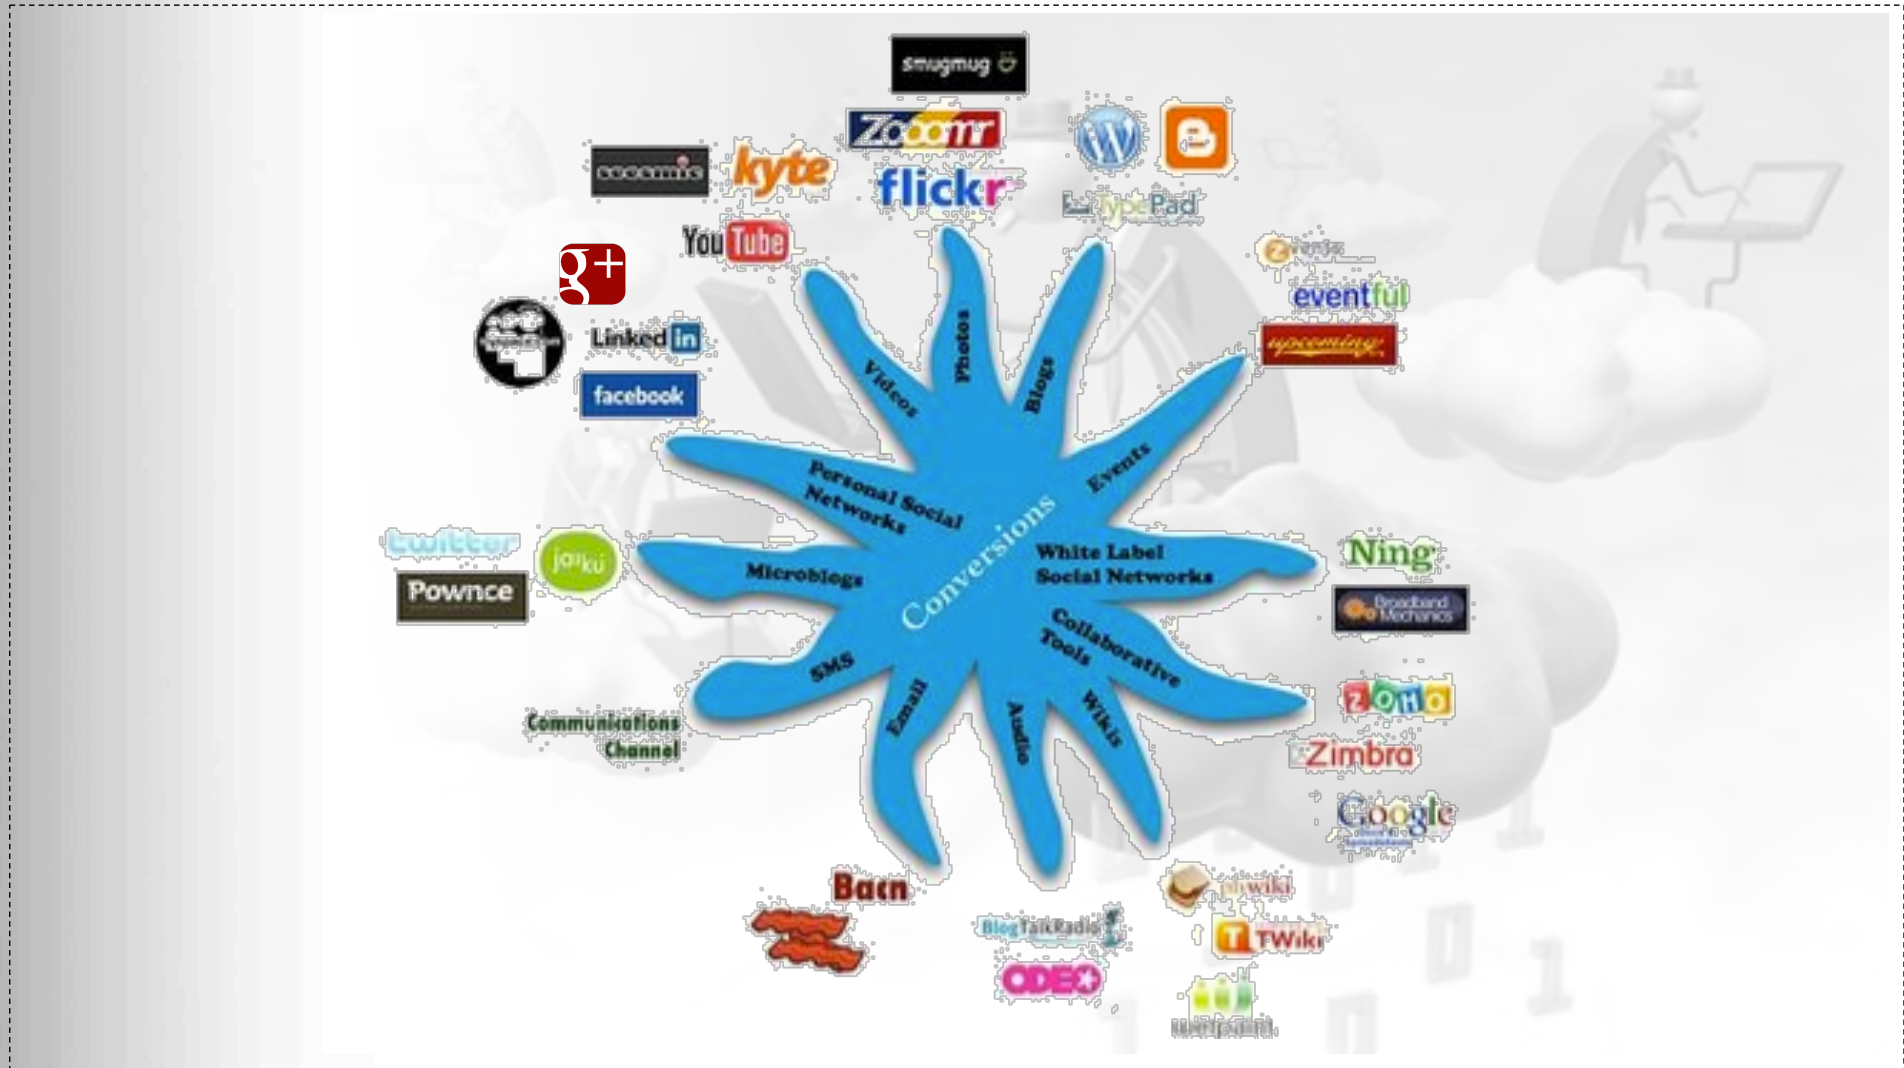 smugmug
Zooomr
flickr
kyte
YouTube
TypePad
g+
Linked in
facebook
eventful
upcoming
Videos
Photos
Blogs
Events
Personal Social
Networks
Microblogs
SMS
Email
Audio
Wikis
Collaborative
Tools
White Label
Social Networks
Conversions
twitter
jaiku
Pownce
Ning
Broadband
Mechanics
Communications
Channel
ZOHO
Zimbra
Google
Bacn
BlogTalkRadio
ODEO
pbwiki
TWiki
wetpaint